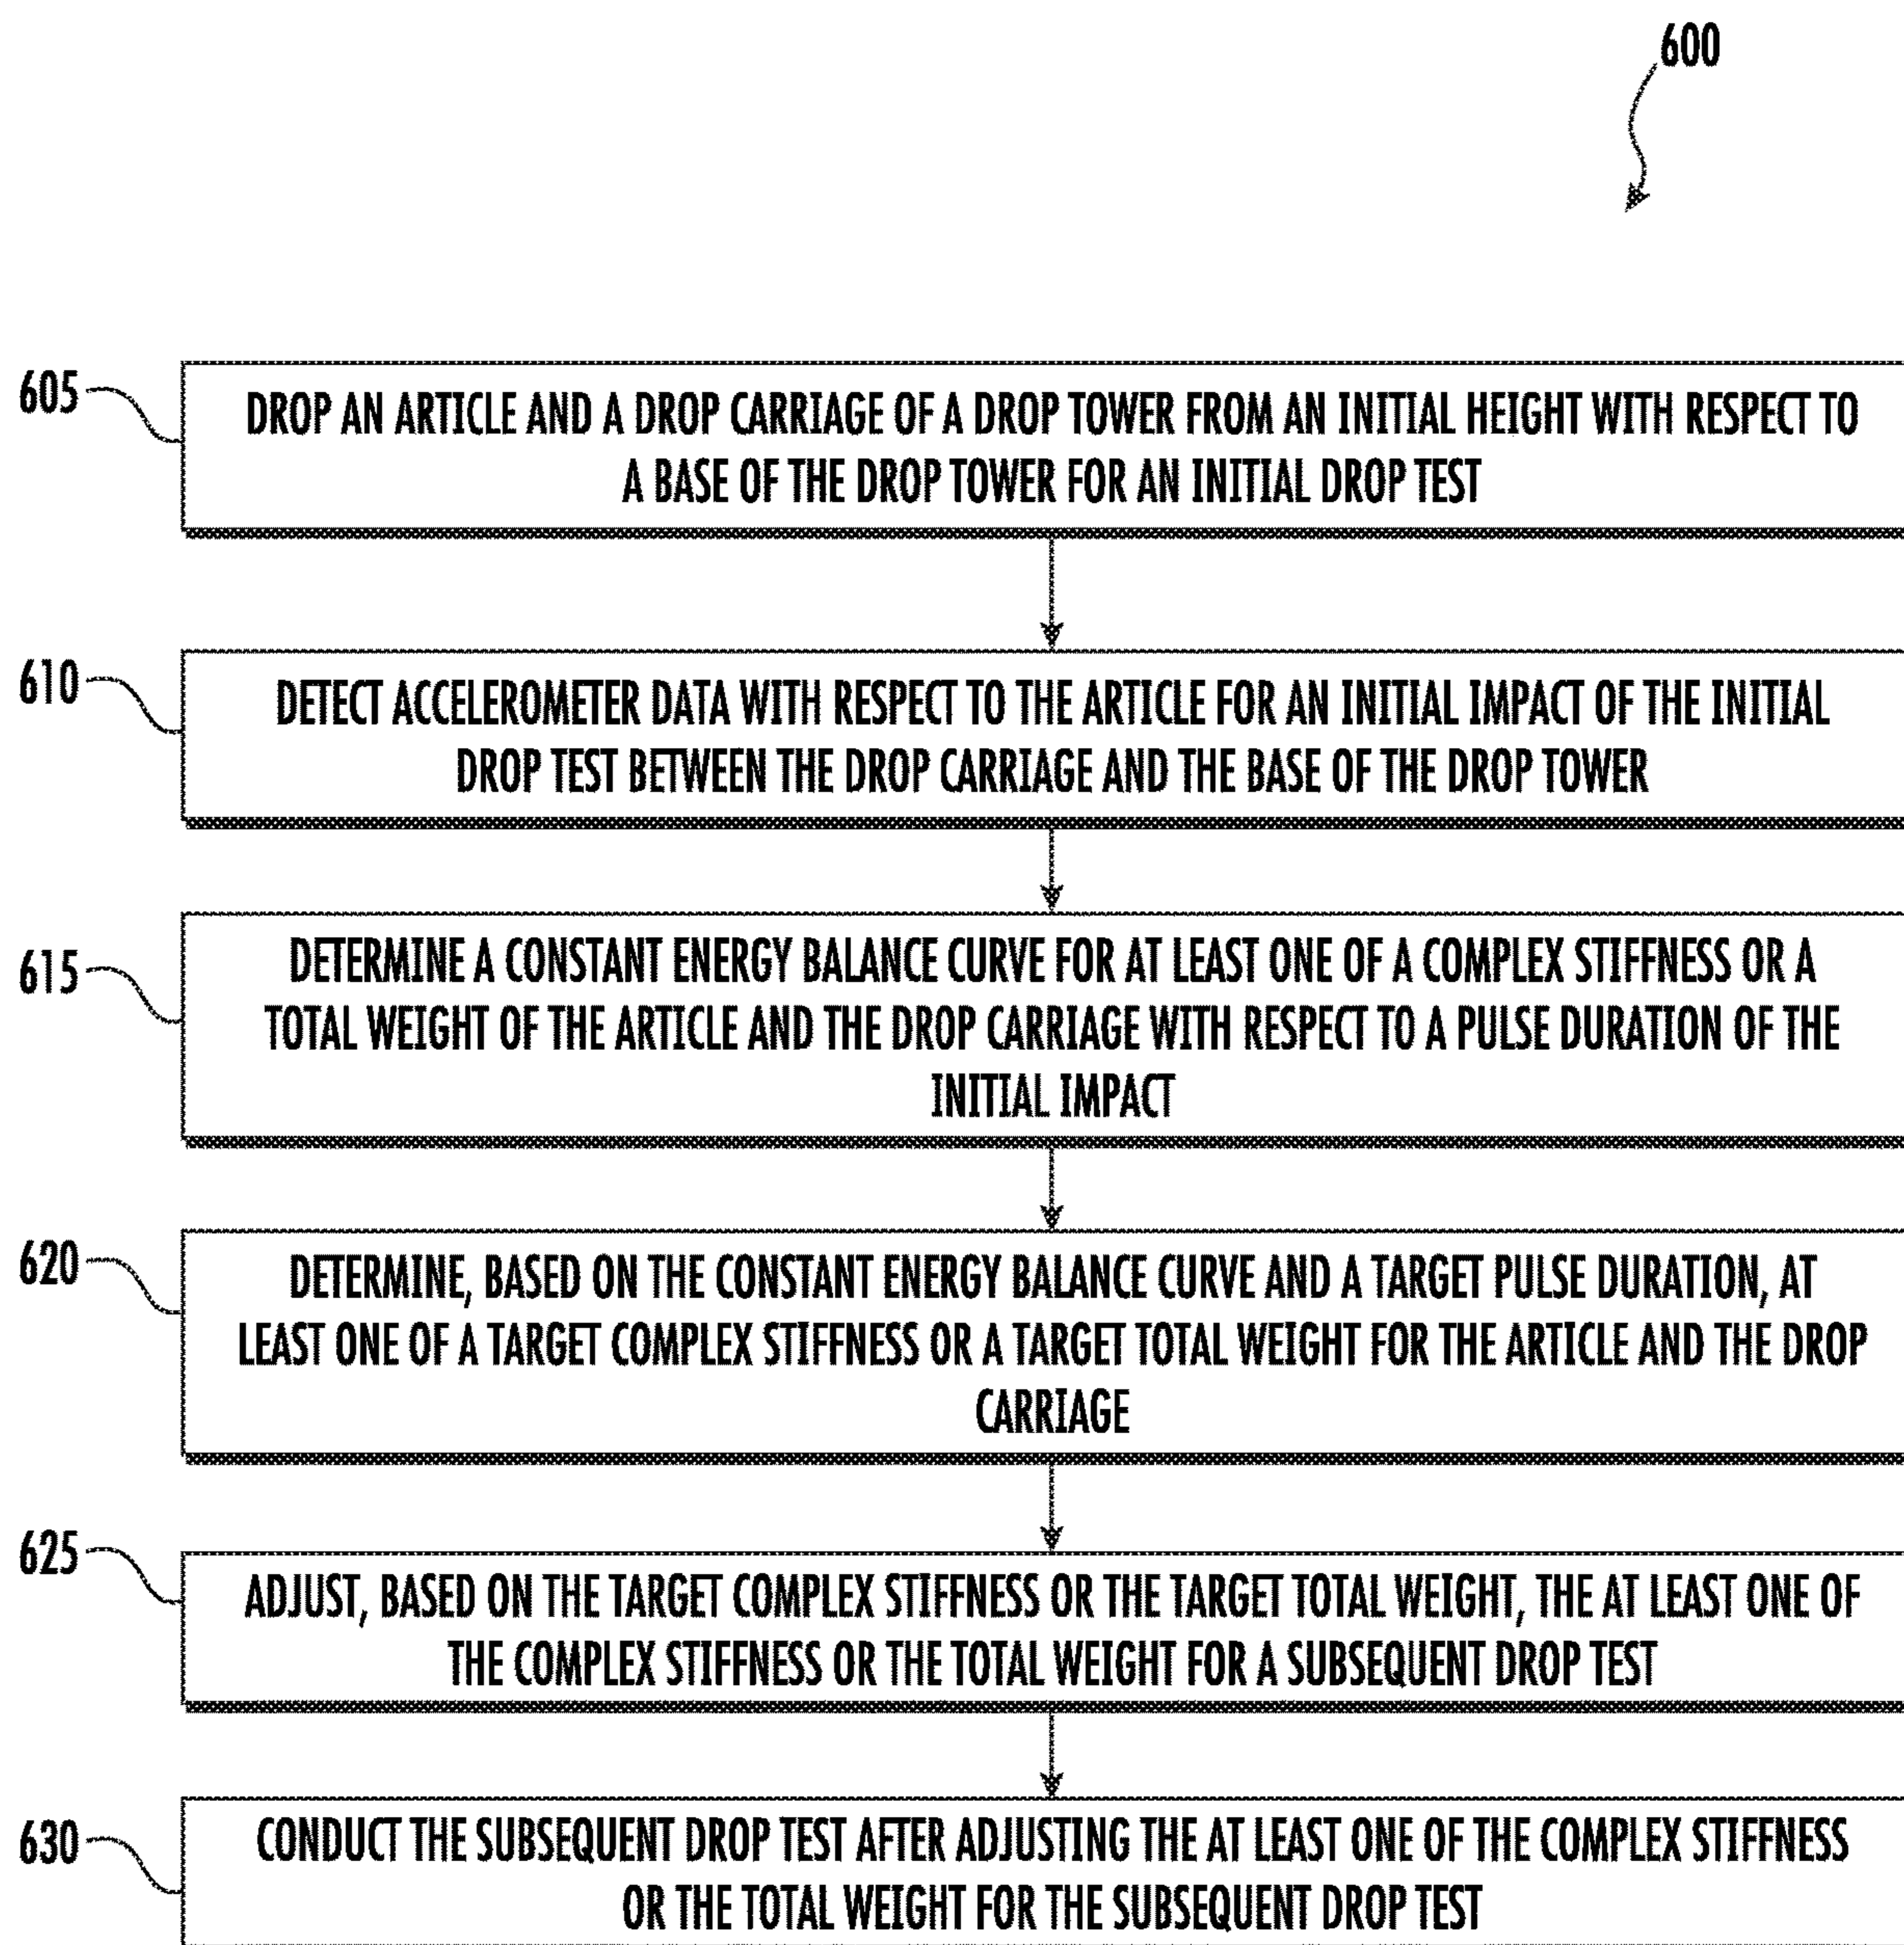 600
605
DROP AN ARTICLE AND A DROP CARRIAGE OF A DROP TOWER FROM AN INITIAL HEIGHT WITH RESPECT TO
A BASE OF THE DROP TOWER FOR AN INITIAL DROP TEST
610
DETECT ACCELEROMETER DATA WITH RESPECT TO THE ARTICLE FOR AN INITIAL IMPACT OF THE INITIAL
DROP TEST BETWEEN THE DROP CARRIAGE AND THE BASE OF THE DROP TOWER
615
DETERMINE A CONSTANT ENERGY BALANCE CURVE FOR AT LEAST ONE OF A COMPLEX STIFFNESS OR A
TOTAL WEIGHT OF THE ARTICLE AND THE DROP CARRIAGE WITH RESPECT TO A PULSE DURATION OF THE
INITIAL IMPACT
620
DETERMINE, BASED ON THE CONSTANT ENERGY BALANCE CURVE AND A TARGET PULSE DURATION, AT
LEAST ONE OF A TARGET COMPLEX STIFFNESS OR A TARGET TOTAL WEIGHT FOR THE ARTICLE AND THE DROP
CARRIAGE
625
ADJUST, BASED ON THE TARGET COMPLEX STIFFNESS OR THE TARGET TOTAL WEIGHT, THE AT LEAST ONE OF
THE COMPLEX STIFFNESS OR THE TOTAL WEIGHT FOR A SUBSEQUENT DROP TEST
630
CONDUCT THE SUBSEQUENT DROP TEST AFTER ADJUSTING THE AT LEAST ONE OF THE COMPLEX STIFFNESS
OR THE TOTAL WEIGHT FOR THE SUBSEQUENT DROP TEST